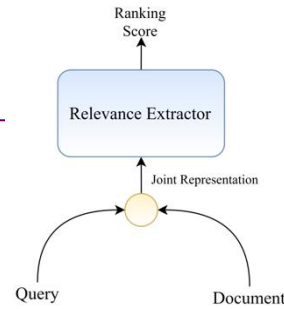 Ranking
Score
Relevance Extractor
Joint Representation
Query
Document